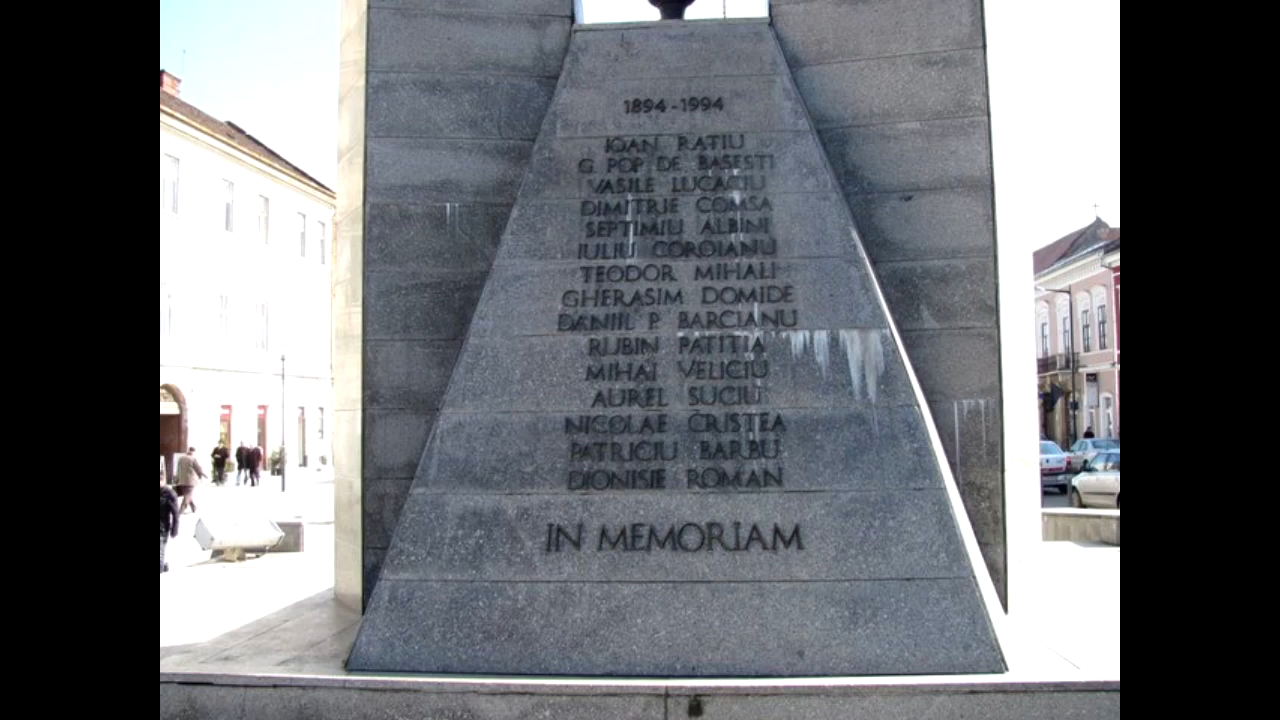 1894-1994
IOAN RATIU
G. POP DE BASESTI
VASILE LUCACIU
DIMITRIE COMSA
SEPTIMIU ALBINI
IULIU COROIANU
TEODOR MIHALI
GHERASIM DOMIDE
DANIIL P. BARCIANU
RUBIN PATITIA
MIHAI VELICIU
AUREL SUCIU
NICOLAE CRISTEA
PATRICIU BARBU
DIONISIE ROMAN
IN MEMORIAM